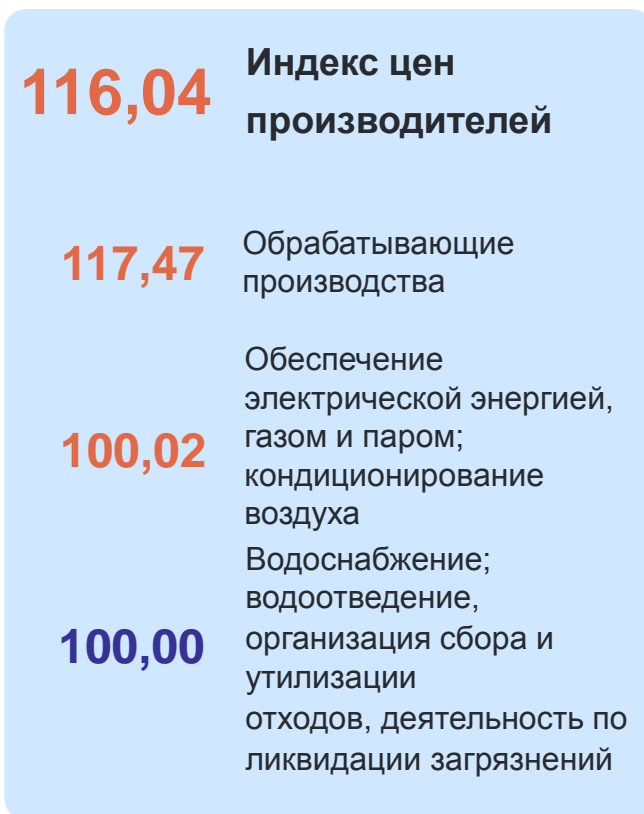 116,04
Индекс цен
производителей
117,47
Обрабатывающие
производства
100,02
Обеспечение
электрической энергией,
газом и паром;
кондиционирование
воздуха
100,00
Водоснабжение;
водоотведение,
организация сбора и
утилизации
отходов, деятельность по
ликвидации загрязнений